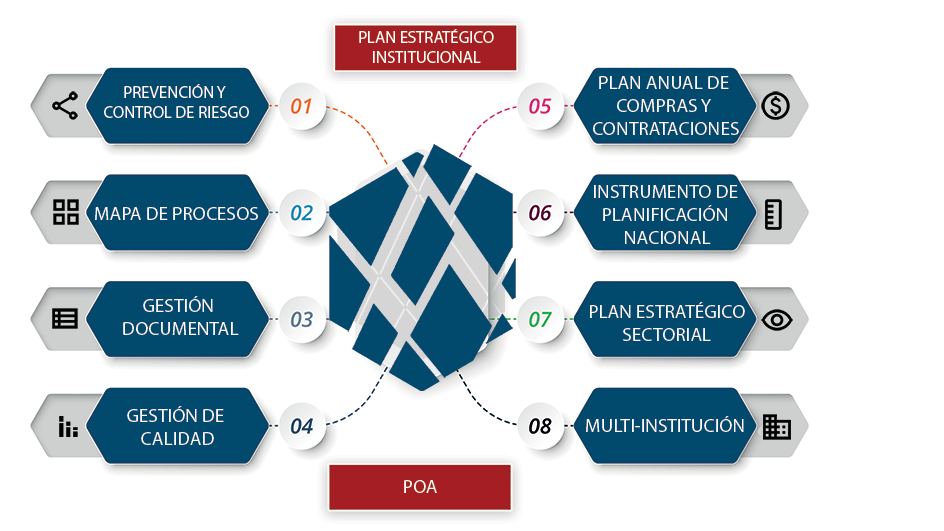 PLAN ESTRATÉGICO
INSTITUCIONAL
PREVENCIÓN Y
CONTROL DE RIESGO
01
MAPA DE PROCESOS
02
GESTIÓN
DOCUMENTAL
03
GESTIÓN DE
CALIDAD
04
05
PLAN ANUAL DE
COMPRAS Y
CONTRATACIONES
06
INSTRUMENTO DE
PLANIFICACIÓN
NACIONAL
07
PLAN ESTRATÉGICO
SECTORIAL
08
MULTI-INSTITUCIÓN
POA